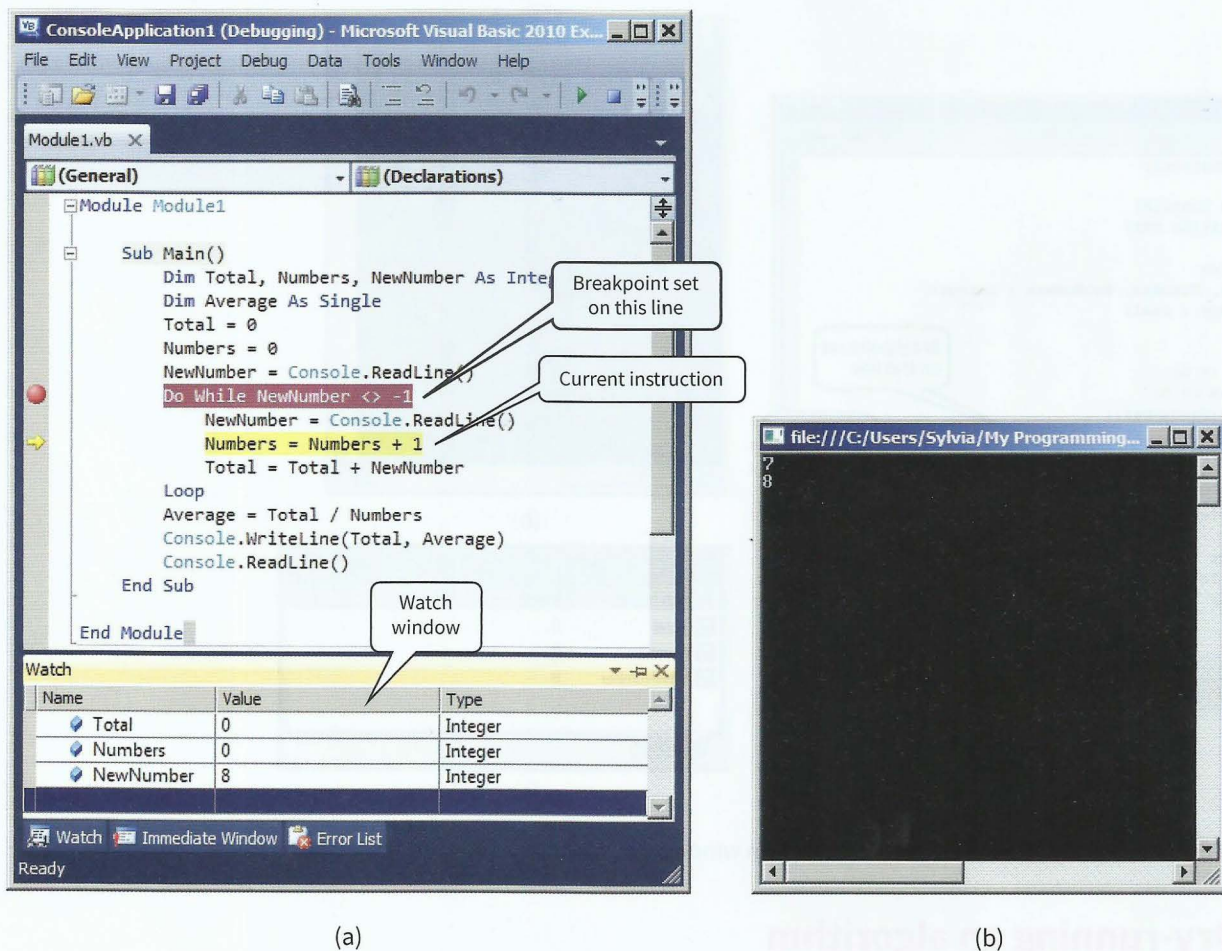 ConsoleApplication1 (Debugging) - Microsoft Visual Basic 2010 Ex...
File Edit View Project Debug Data Tools Window Help
Module1.vb
(General) (Declarations)
Module Module1
Sub Main()
Dim Total, Numbers, NewNumber As Inte
Dim Average As Single
Total = 0
Numbers = 0
NewNumber = Console.ReadLine()
Do While NewNumber <> -1
NewNumber = Console.ReadLine()
Numbers = Numbers + 1
Total = Total + NewNumber
Loop
Average = Total / Numbers
Console.WriteLine(Total, Average)
Console.ReadLine()
End Sub
End Module
Breakpoint set
on this line
Current instruction
Watch
window
Watch
Name Value Type
Total 0 Integer
Numbers 0 Integer
NewNumber 8 Integer
Watch Immediate Window Error List
Ready
(a)
file:///C:/Users/Sylvia/My Programming...
7
8
(b)